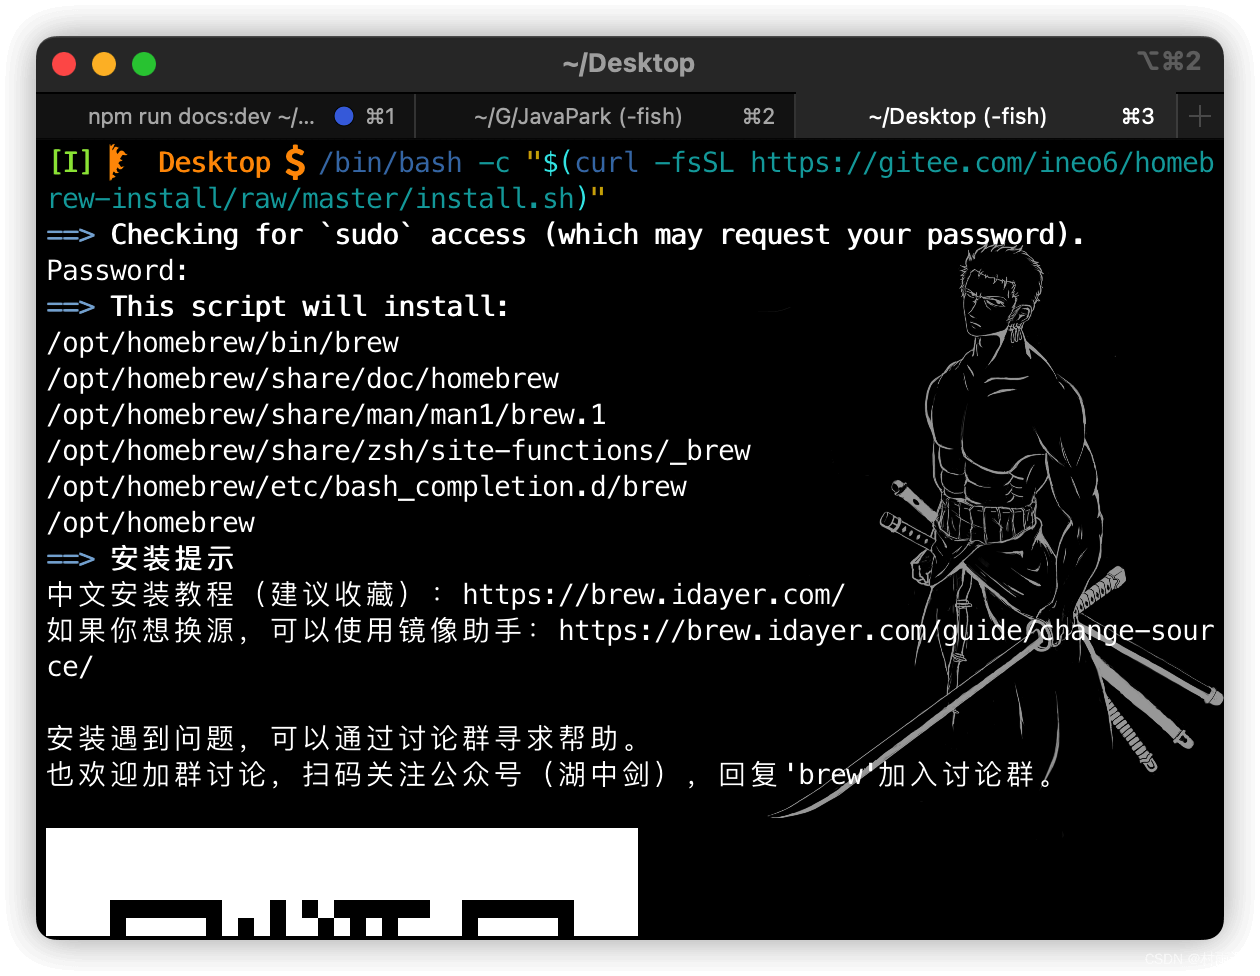 ~/Desktop
⌥⌘2
npm run docs:dev ~/... ⌘1
~/G/JavaPark (-fish) ⌘2
~/Desktop (-fish) ⌘3
[I] Desktop $ /bin/bash -c "$(curl -fsSL https://gitee.com/ineo6/homeb
rew-install/raw/master/install.sh)"
==> Checking for `sudo` access (which may request your password).
Password:
==> This script will install:
/opt/homebrew/bin/brew
/opt/homebrew/share/doc/homebrew
/opt/homebrew/share/man/man1/brew.1
/opt/homebrew/share/zsh/site-functions/_brew
/opt/homebrew/etc/bash_completion.d/brew
/opt/homebrew
==> 安装提示
中文安装教程（建议收藏）：https://brew.idayer.com/
如果你想换源，可以使用镜像助手：https://brew.idayer.com/guide/change-sour
ce/
安装遇到问题，可以通过讨论群寻求帮助。
也欢迎加群讨论，扫码关注公众号（湖中剑），回复'brew'加入讨论群。
CSDN